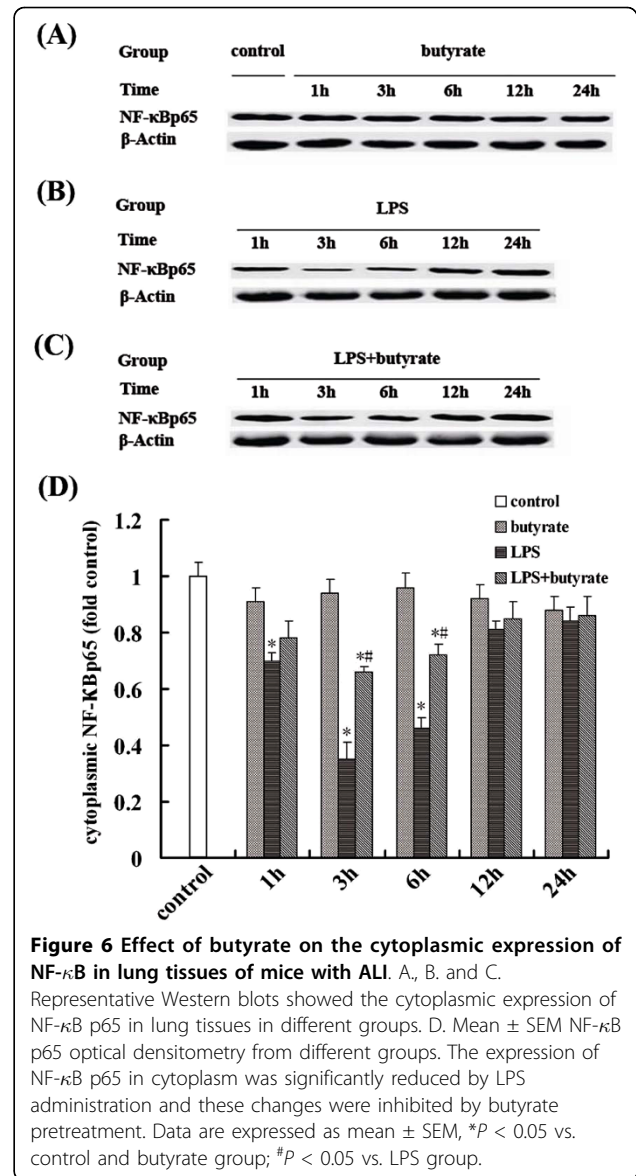 (A)
Group control butyrate
Time 1h 3h 6h 12h 24h
NF-κBp65
β-Actin
(B)
Group LPS
Time 1h 3h 6h 12h 24h
NF-κBp65
β-Actin
(C)
Group LPS+butyrate
Time 1h 3h 6h 12h 24h
NF-κBp65
β-Actin
(D)
cytoplasmic NF-KBp65 (fold control)
1.2
1
0.8
0.6
0.4
0.2
0
control
butyrate
LPS
LPS+butyrate
*
*
*#
*
*#
control 1h 3h 6h 12h 24h
Figure 6 Effect of butyrate on the cytoplasmic expression of
NF-κB in lung tissues of mice with ALI. A., B. and C.
Representative Western blots showed the cytoplasmic expression of
NF-κB p65 in lung tissues in different groups. D. Mean ± SEM NF-κB
p65 optical densitometry from different groups. The expression of
NF-κB p65 in cytoplasm was significantly reduced by LPS
administration and these changes were inhibited by butyrate
pretreatment. Data are expressed as mean ± SEM, *P < 0.05 vs.
control and butyrate group; #P < 0.05 vs. LPS group.